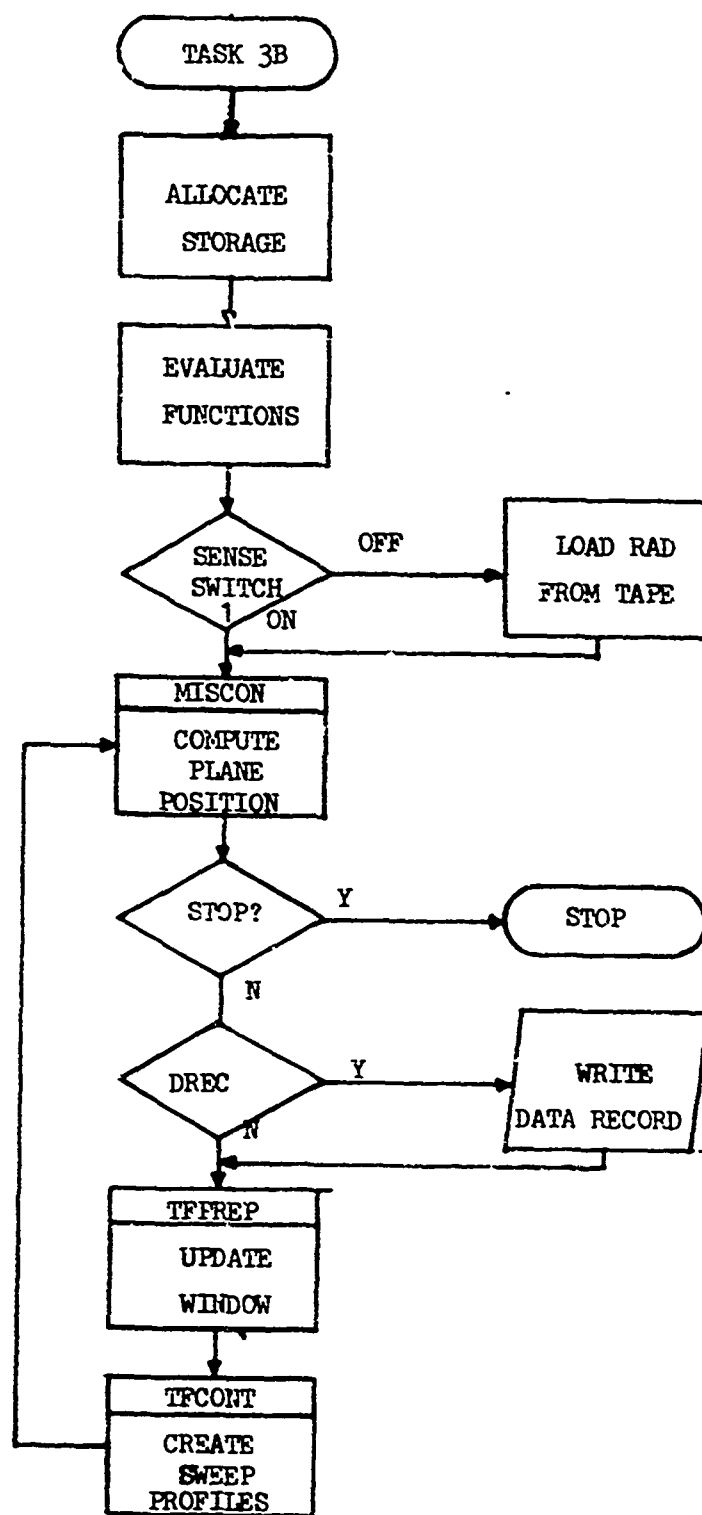 TASK 3B
ALLOCATE
STORAGE
EVALUATE
FUNCTIONS
SENSE
SWITCH
1
OFF
ON
LOAD RAD
FROM TAPE
MISCON
COMPUTE
PLANE
POSITION
STOP?
Y
STOP
N
DREC
Y
N
WRITE
DATA RECORD
TFPREP
UPDATE
WINDOW
TFCONT
CREATE
SWEEP
PROFILES